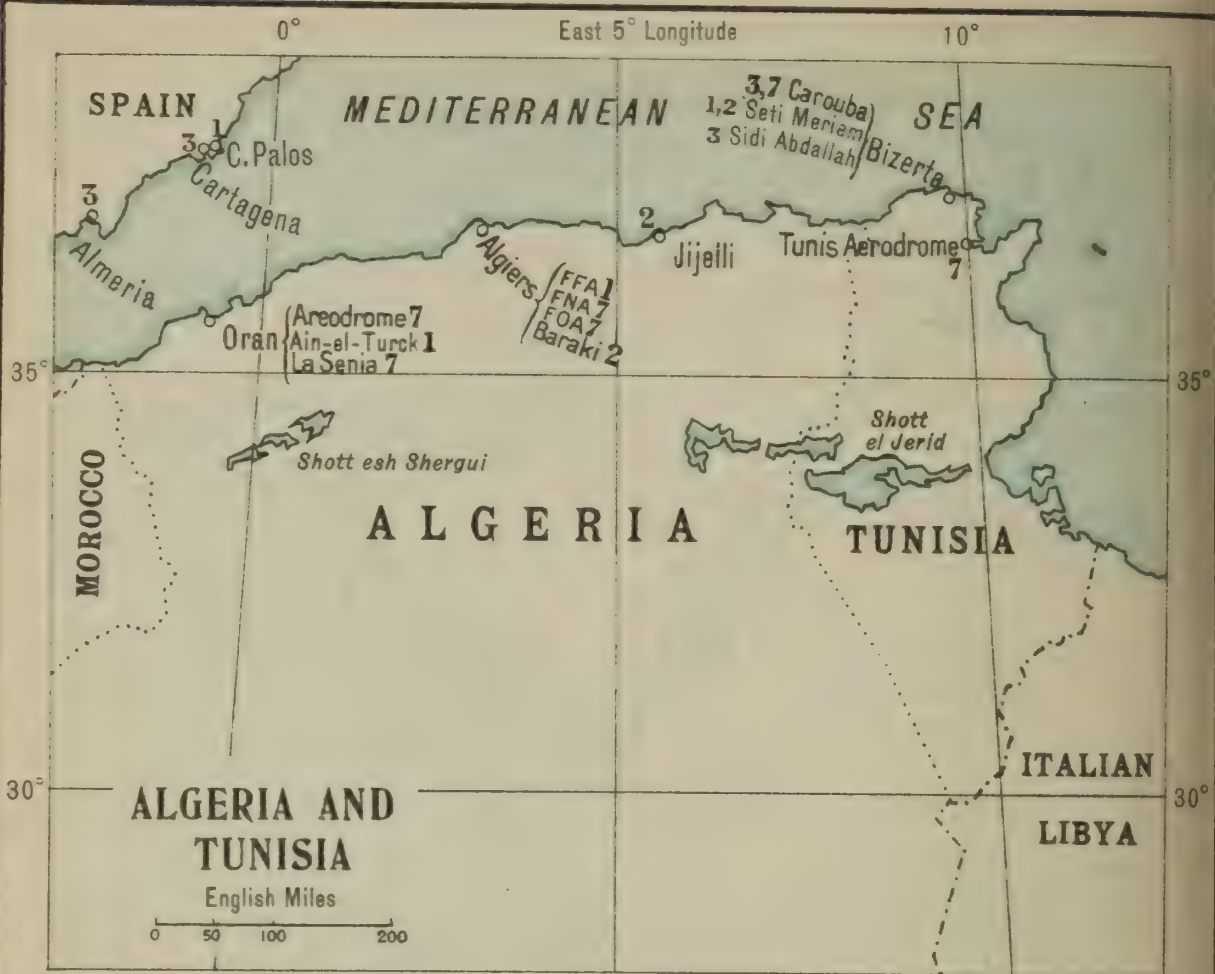 0° East 5° Longitude 10°
SPAIN
MEDITERRANEAN SEA
3,7 Carouba
1,2 Seti Meriam
3 Sidi Abdallah
Bizerta
1
3
C. Palos
Cartagena
3
Almeria
2
Jijelli
Tunis Aerodrome
7
Algiers
FFA 1
FNA 7
FOA 7
Baraki 2
Oran
Areodrome 7
Ain-el-Turck 1
La Senia 7
35° 35°
Shott esh Shergui
Shott
el Jerid
MOROCCO
ALGERIA
TUNISIA
ITALIAN
LIBYA
30° 30°
ALGERIA AND
TUNISIA
English Miles
0 50 100 200